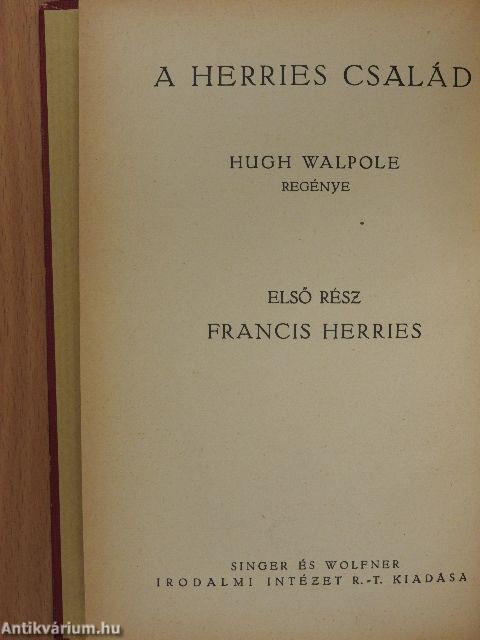 A HERRIES CSALÁD
HUGH WALPOLE
REGÉNYE
ELSŐ RÉSZ
FRANCIS HERRIES
SINGER ÉS WOLFNER
IRODALMI INTÉZET R.-T. KIADÁSA
Antikvárium.hu